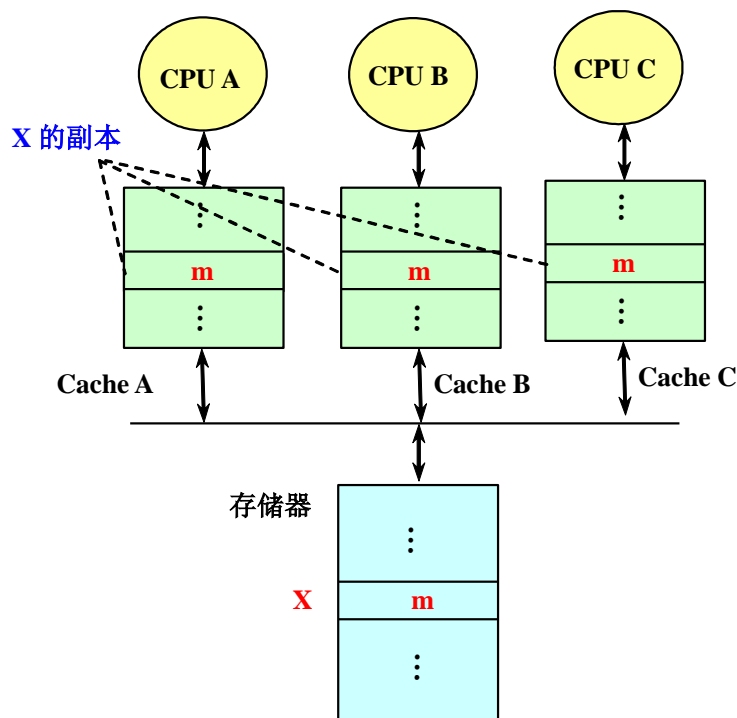 CPU A
CPU B
CPU C
X 的副本
⋮
⋮
⋮
m
m
m
⋮
⋮
⋮
Cache A
Cache B
Cache C
存储器
⋮
X
m
⋮